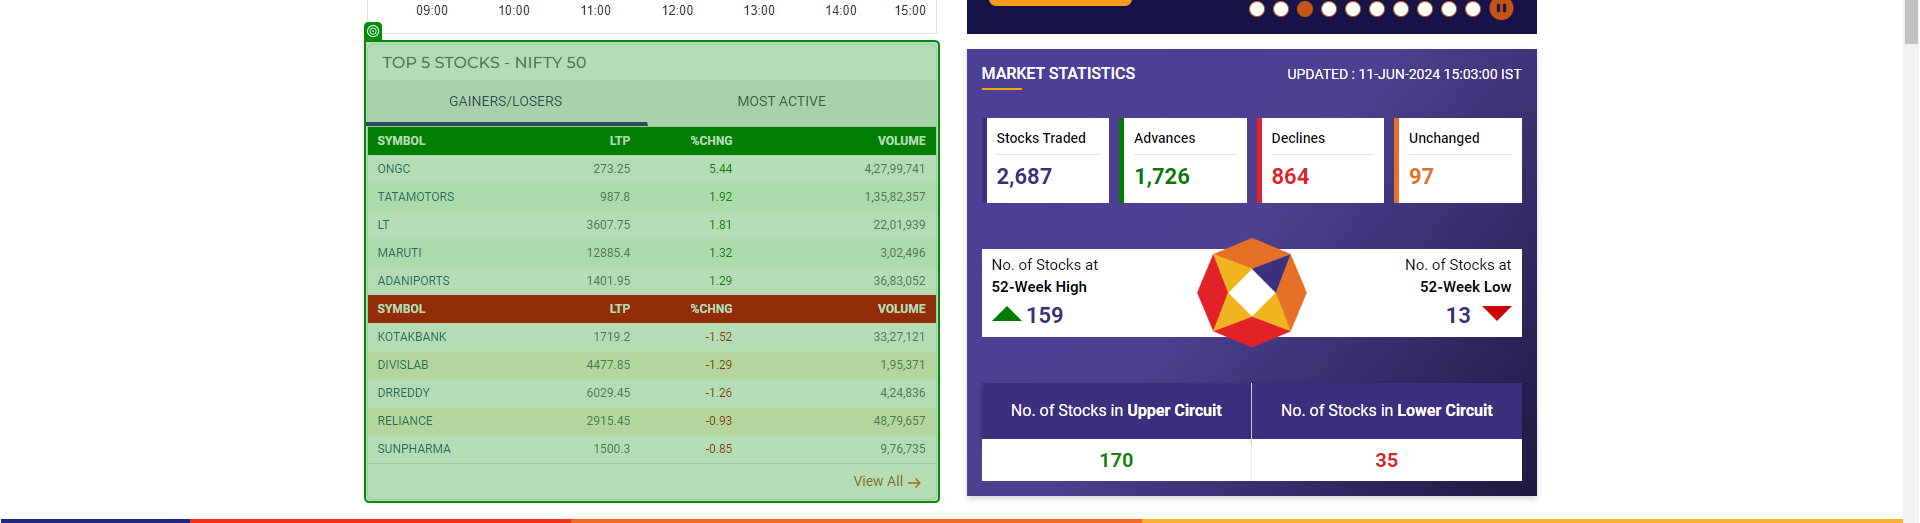 09:00 10:00 11:00 12:00 13:00 14:00 15:00
TOP 5 STOCKS - NIFTY 50
GAINERS/LOSERS MOST ACTIVE
SYMBOL LTP %CHNG VOLUME
ONGC 273.25 5.44 4,27,99,741
TATAMOTORS 987.8 1.92 1,35,82,357
LT 3607.75 1.81 22,01,939
MARUTI 12885.4 1.32 3,02,496
ADANIPORTS 1401.95 1.29 36,83,052
SYMBOL LTP %CHNG VOLUME
KOTAKBANK 1719.2 -1.52 33,27,121
DIVISLAB 4477.85 -1.29 1,95,371
DRREDDY 6029.45 -1.26 4,24,836
RELIANCE 2915.45 -0.93 48,79,657
SUNPHARMA 1500.3 -0.85 9,76,735
View All →
MARKET STATISTICS UPDATED : 11-JUN-2024 15:03:00 IST
Stocks Traded Advances Declines Unchanged
2,687 1,726 864 97
No. of Stocks at No. of Stocks at
52-Week High 52-Week Low
159 13
No. of Stocks in Upper Circuit No. of Stocks in Lower Circuit
170 35